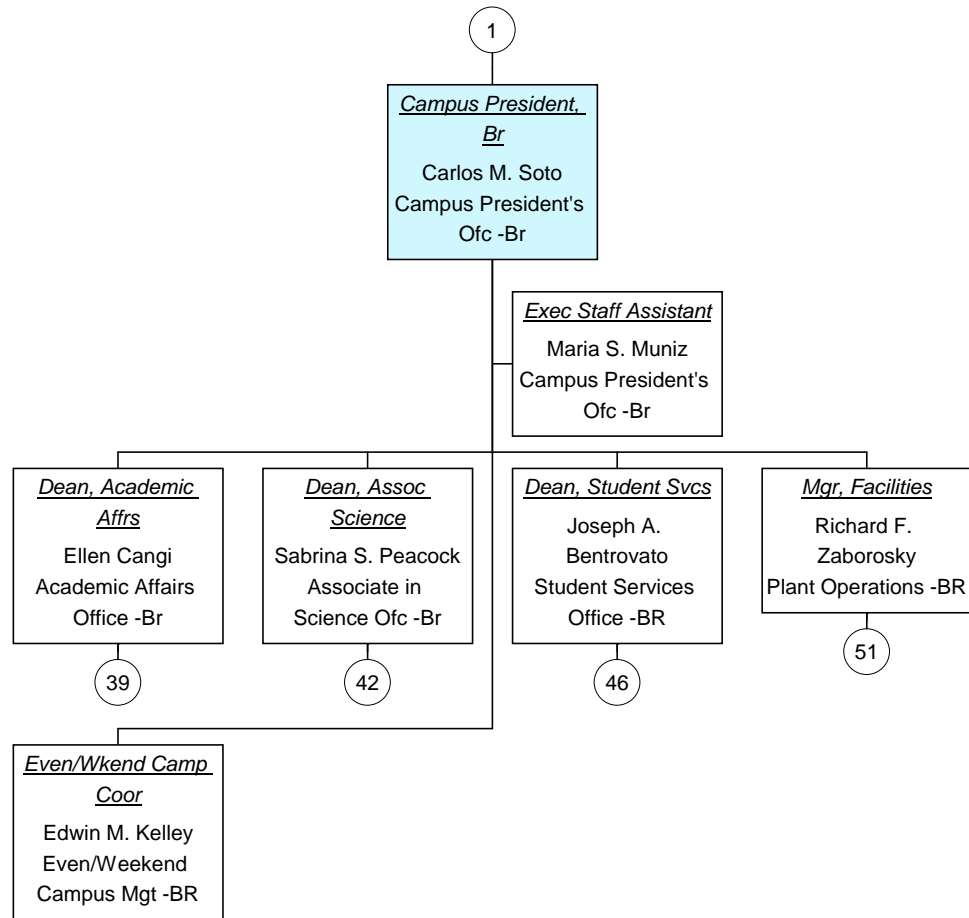 1
Campus President,
Br
Carlos M. Soto
Campus President's
Ofc -Br
Exec Staff Assistant
Maria S. Muniz
Campus President's
Ofc -Br
Dean, Academic
Affrs
Ellen Cangi
Academic Affairs
Office -Br
39
Dean, Assoc
Science
Sabrina S. Peacock
Associate in
Science Ofc -Br
42
Dean, Student Svcs
Joseph A.
Bentrovato
Student Services
Office -BR
46
Mgr, Facilities
Richard F.
Zaborosky
Plant Operations -BR
51
Even/Wkend Camp
Coor
Edwin M. Kelley
Even/Weekend
Campus Mgt -BR